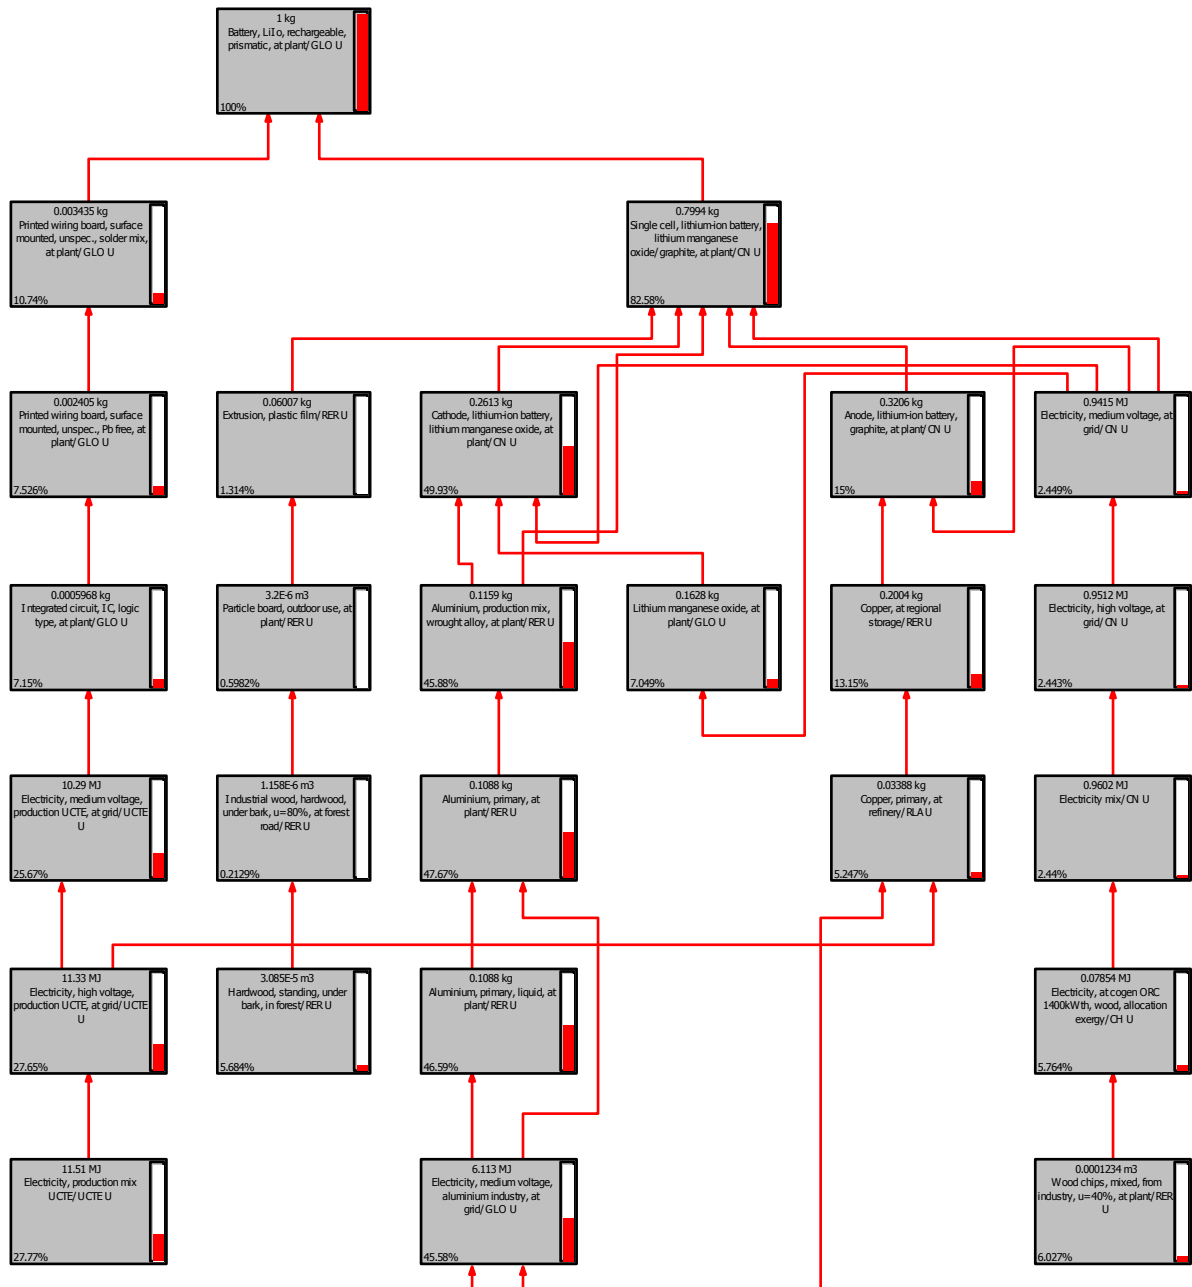 1 kg
Battery, LiIo, rechargeable,
prismatic, at plant/GLO U
100%
0.003435 kg
Printed wiring board, surface
mounted, unspec., solder mix,
at plant/GLO U
10.74%
0.7994 kg
Single cell, lithium-ion battery,
lithium manganese
oxide/graphite, at plant/CN U
82.58%
0.002405 kg
Printed wiring board, surface
mounted, unspec., Pb free, at
plant/GLO U
7.526%
0.06007 kg
Extrusion, plastic film/RER U
1.314%
0.2613 kg
Cathode, lithium-ion battery,
lithium manganese oxide, at
plant/CN U
49.93%
0.3206 kg
Anode, lithium-ion battery,
graphite, at plant/CN U
15%
0.9415 MJ
Electricity, medium voltage, at
grid/CN U
2.449%
0.0005968 kg
Integrated circuit, IC, logic
type, at plant/GLO U
7.15%
3.2E-6 m3
Particle board, outdoor use, at
plant/RER U
0.5982%
0.1159 kg
Aluminium, production mix,
wrought alloy, at plant/RER U
45.88%
0.1628 kg
Lithium manganese oxide, at
plant/GLO U
7.049%
0.2004 kg
Copper, at regional
storage/RER U
13.15%
0.9512 MJ
Electricity, high voltage, at
grid/CN U
2.443%
10.29 MJ
Electricity, medium voltage,
production UCTE, at grid/UCTE
U
25.67%
1.158E-6 m3
Industrial wood, hardwood,
under bark, u=80%, at forest
road/RER U
0.2129%
0.1088 kg
Aluminium, primary, at
plant/RER U
47.67%
0.03388 kg
Copper, primary, at
refinery/RLA U
5.247%
0.9602 MJ
Electricity mix/CN U
2.44%
11.33 MJ
Electricity, high voltage,
production UCTE, at grid/UCTE
U
27.65%
3.085E-5 m3
Hardwood, standing, under
bark, in forest/RER U
5.684%
0.1088 kg
Aluminium, primary, liquid, at
plant/RER U
46.59%
0.07854 MJ
Electricity, at cogen ORC
1400kWth, wood, allocation
exergy/CH U
5.764%
11.51 MJ
Electricity, production mix
UCTE/UCTE U
27.77%
6.113 MJ
Electricity, medium voltage,
aluminium industry, at
grid/GLO U
45.58%
0.0001234 m3
Wood chips, mixed, from
industry, u=40%, at plant/RER
U
6.027%